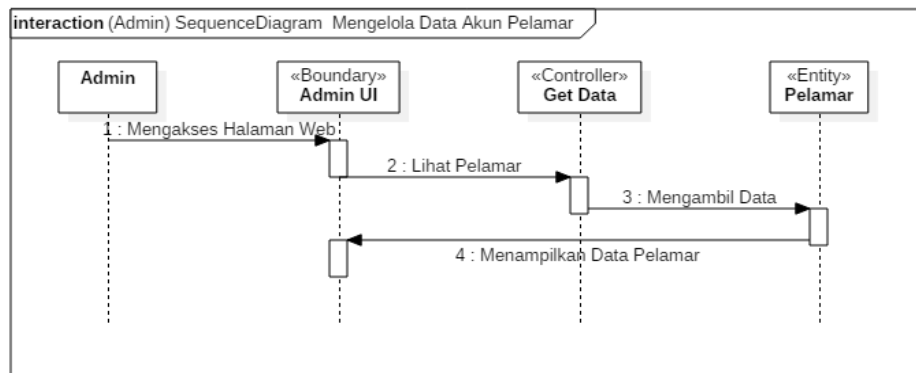 interaction (Admin) SequenceDiagram Mengelola Data Akun Pelamar
Admin
«Boundary»
Admin UI
«Controller»
Get Data
«Entity»
Pelamar
1 : Mengakses Halaman Web
2 : Lihat Pelamar
3 : Mengambil Data
4 : Menampilkan Data Pelamar